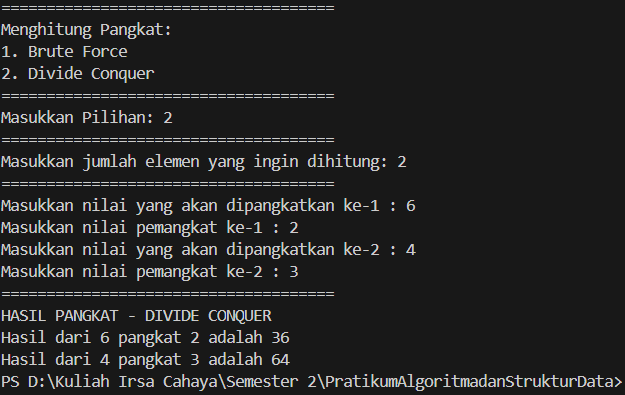 =====================================
Menghitung Pangkat:
1. Brute Force
2. Divide Conquer
=====================================
Masukkan Pilihan: 2
=====================================
Masukkan jumlah elemen yang ingin dihitung: 2
=====================================
Masukkan nilai yang akan dipangkatkan ke-1 : 6
Masukkan nilai pemangkat ke-1 : 2
Masukkan nilai yang akan dipangkatkan ke-2 : 4
Masukkan nilai pemangkat ke-2 : 3
=====================================
HASIL PANGKAT - DIVIDE CONQUER
Hasil dari 6 pangkat 2 adalah 36
Hasil dari 4 pangkat 3 adalah 64
PS D:\Kuliah Irsa Cahaya\Semester 2\PratikumAlgoritmadanStrukturData>